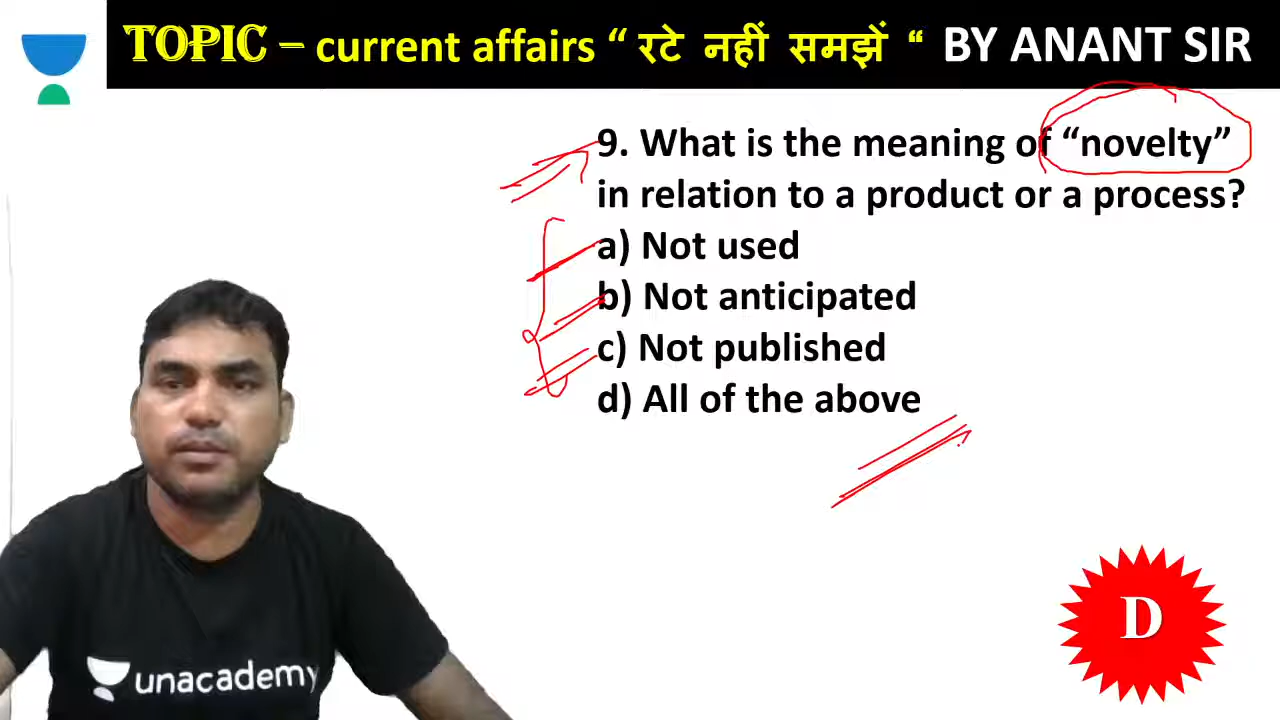 TOPIC – current affairs “ रटे नहीं समझें “ BY ANANT SIR
9. What is the meaning of “novelty”
in relation to a product or a process?
a) Not used
b) Not anticipated
c) Not published
d) All of the above
D
unacademy